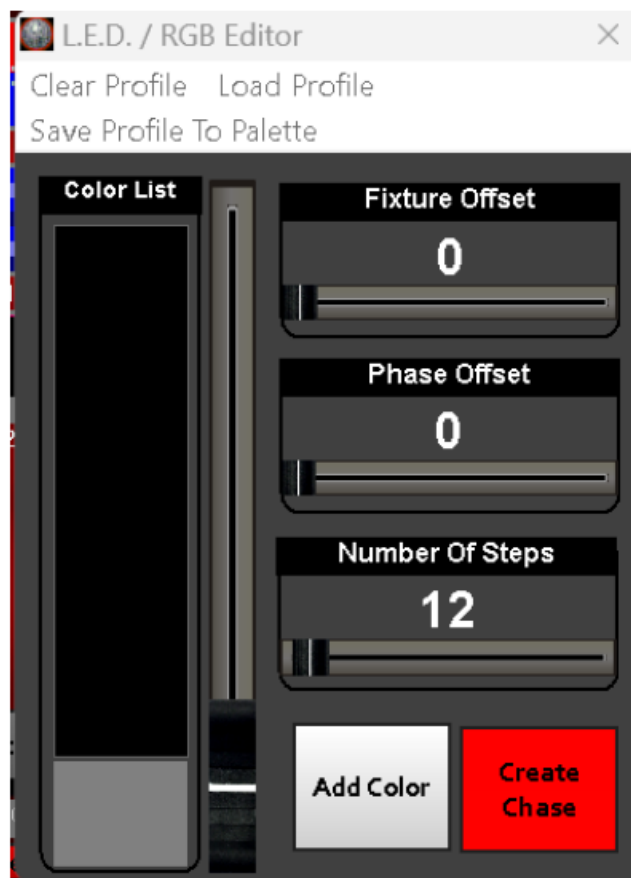 L.E.D. / RGB Editor
Clear Profile Load Profile
Save Profile To Palette
Color List
Fixture Offset
0
Phase Offset
0
Number Of Steps
12
Add Color
Create
Chase